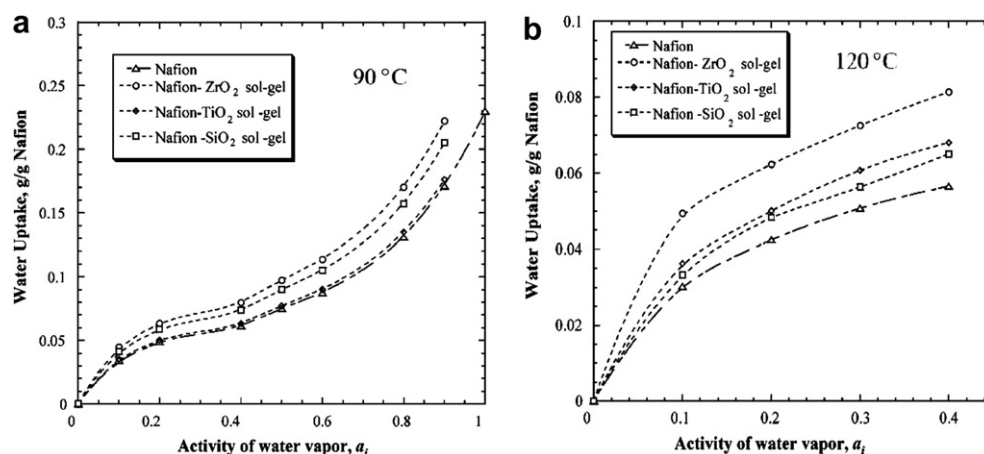 a
0.3
0.25
0.2
0.15
0.1
0.05
0
Water Uptake, g/g Nafion
Nafion
Nafion- ZrO2 sol-gel
Nafion-TiO2 sol -gel
Nafion -SiO2 sol -gel
90 °C
0 0.2 0.4 0.6 0.8 1
Activity of water vapor, ai
b
0.1
0.08
0.06
0.04
0.02
0
Water Uptake, g/g Nafion
Nafion
Nafion- ZrO2 sol-gel
Nafion-TiO2 sol -gel
Nafion -SiO2 sol -gel
120 °C
0 0.1 0.2 0.3 0.4
Activity of water vapor, ai